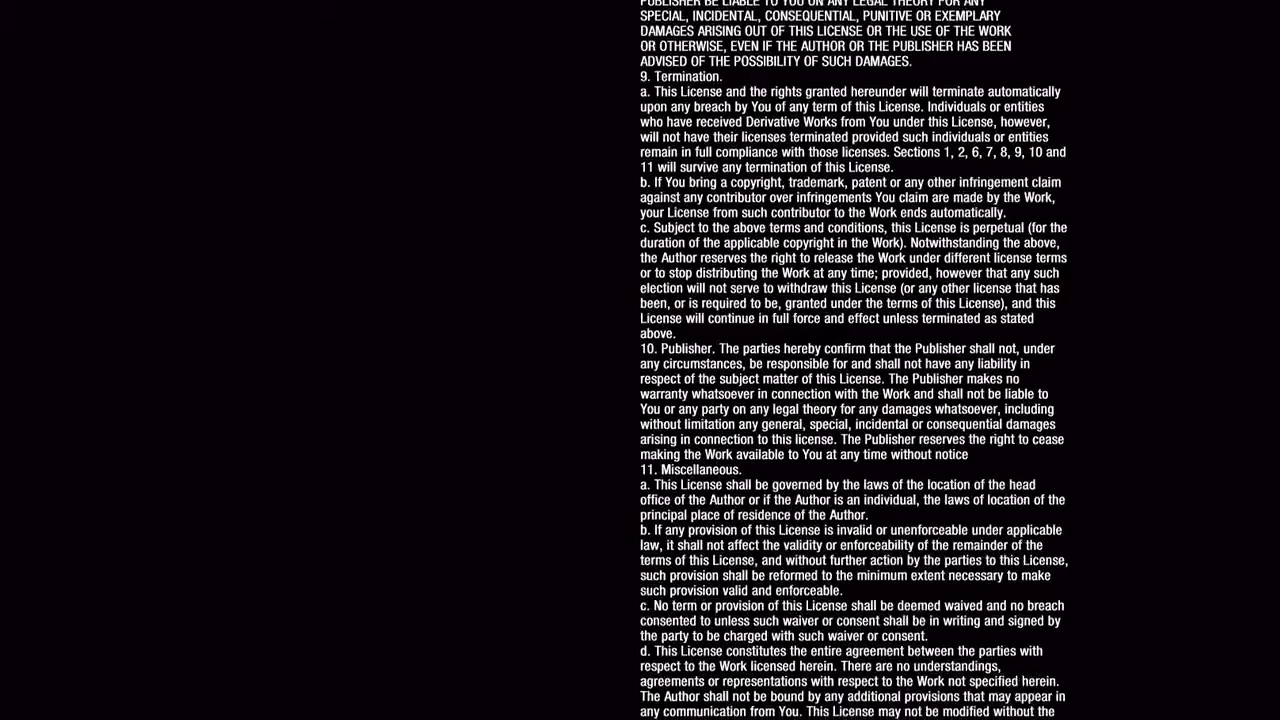 PUBLISHER BE LIABLE TO YOU ON ANY LEGAL THEORY FOR ANY
SPECIAL, INCIDENTAL, CONSEQUENTIAL, PUNITIVE OR EXEMPLARY
DAMAGES ARISING OUT OF THIS LICENSE OR THE USE OF THE WORK
OR OTHERWISE, EVEN IF THE AUTHOR OR THE PUBLISHER HAS BEEN
ADVISED OF THE POSSIBILITY OF SUCH DAMAGES.
9. Termination.
a. This License and the rights granted hereunder will terminate automatically
upon any breach by You of any term of this License. Individuals or entities
who have received Derivative Works from You under this License, however,
will not have their licenses terminated provided such individuals or entities
remain in full compliance with those licenses. Sections 1, 2, 6, 7, 8, 9, 10 and
11 will survive any termination of this License.
b. If You bring a copyright, trademark, patent or any other infringement claim
against any contributor over infringements You claim are made by the Work,
your License from such contributor to the Work ends automatically.
c. Subject to the above terms and conditions, this License is perpetual (for the
duration of the applicable copyright in the Work). Notwithstanding the above,
the Author reserves the right to release the Work under different license terms
or to stop distributing the Work at any time; provided, however that any such
election will not serve to withdraw this License (or any other license that has
been, or is required to be, granted under the terms of this License), and this
License will continue in full force and effect unless terminated as stated
above.
10. Publisher. The parties hereby confirm that the Publisher shall not, under
any circumstances, be responsible for and shall not have any liability in
respect of the subject matter of this License. The Publisher makes no
warranty whatsoever in connection with the Work and shall not be liable to
You or any party on any legal theory for any damages whatsoever, including
without limitation any general, special, incidental or consequential damages
arising in connection to this license. The Publisher reserves the right to cease
making the Work available to You at any time without notice
11. Miscellaneous.
a. This License shall be governed by the laws of the location of the head
office of the Author or if the Author is an individual, the laws of location of the
principal place of residence of the Author.
b. If any provision of this License is invalid or unenforceable under applicable
law, it shall not affect the validity or enforceability of the remainder of the
terms of this License, and without further action by the parties to this License,
such provision shall be reformed to the minimum extent necessary to make
such provision valid and enforceable.
c. No term or provision of this License shall be deemed waived and no breach
consented to unless such waiver or consent shall be in writing and signed by
the party to be charged with such waiver or consent.
d. This License constitutes the entire agreement between the parties with
respect to the Work licensed herein. There are no understandings,
agreements or representations with respect to the Work not specified herein.
The Author shall not be bound by any additional provisions that may appear in
any communication from You. This License may not be modified without the